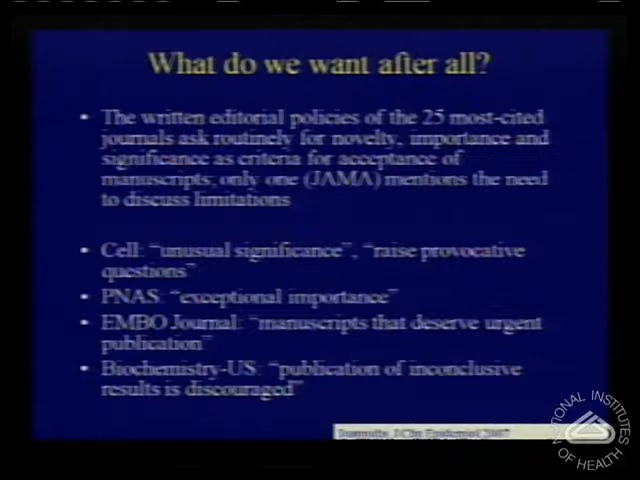 What do we want after all?
• The written editorial policies of the 25 most-cited
journals ask routinely for novelty, importance and
significance as criteria for acceptance of
manuscripts; only one (JAMA) mentions the need
to discuss limitations
• Cell: “unusual significance”, “raise provocative
questions”
• PNAS: “exceptional importance”
• EMBO Journal: “manuscripts that deserve urgent
publication”
• Biochemistry-US: “publication of inconclusive
results is discouraged”
Ioannidis, J Clin Epidemiol 2007
NATIONAL INSTITUTES
OF HEALTH